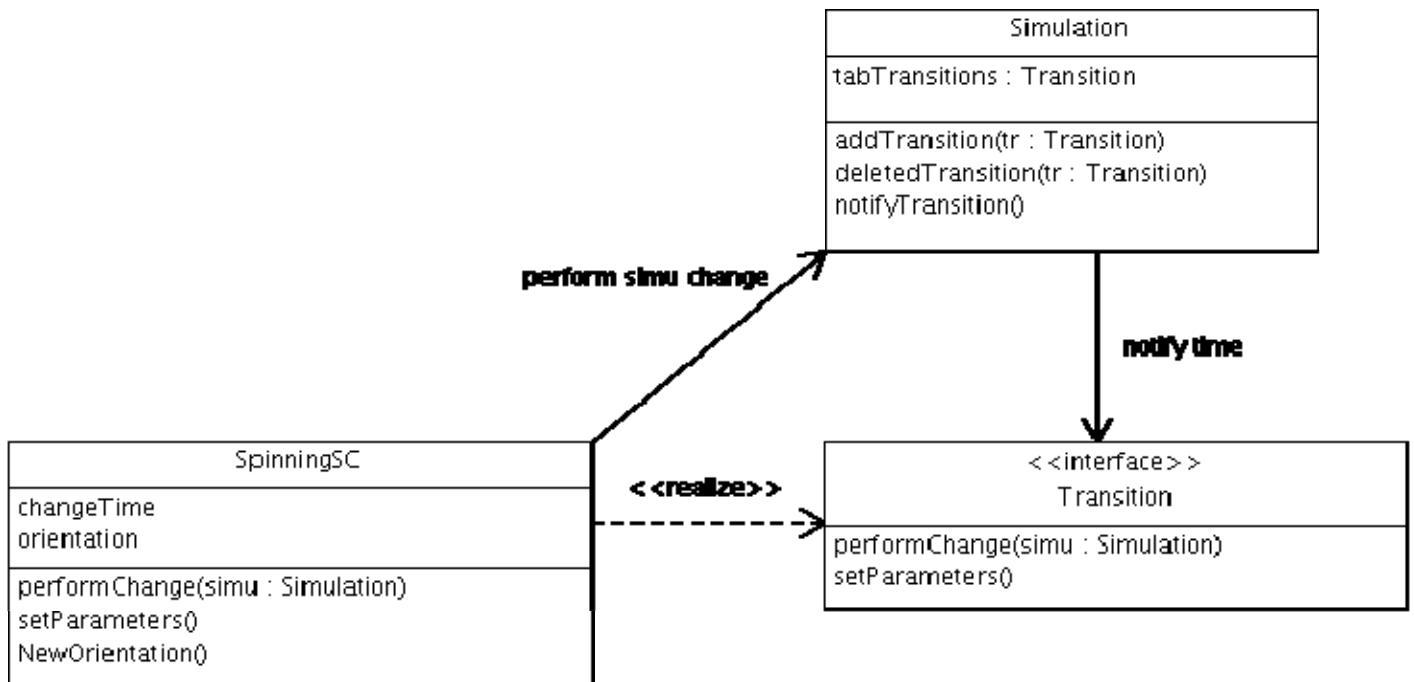 Simulation
tabTransitions : Transition
addTransition(tr : Transition)
deletedTransition(tr : Transition)
notifyTransition()
perform simu change
notify time
SpinningSC
changeTime
orientation
performChange(simu : Simulation)
setParameters()
NewOrientation()
<<realize>>
<<interface>>
Transition
performChange(simu : Simulation)
setParameters()